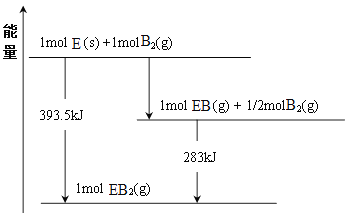 能量
1mol E(s)+1molB₂(g)
1mol EB(g)+1/2molB₂(g)
393.5kJ
283kJ
1mol EB₂(g)